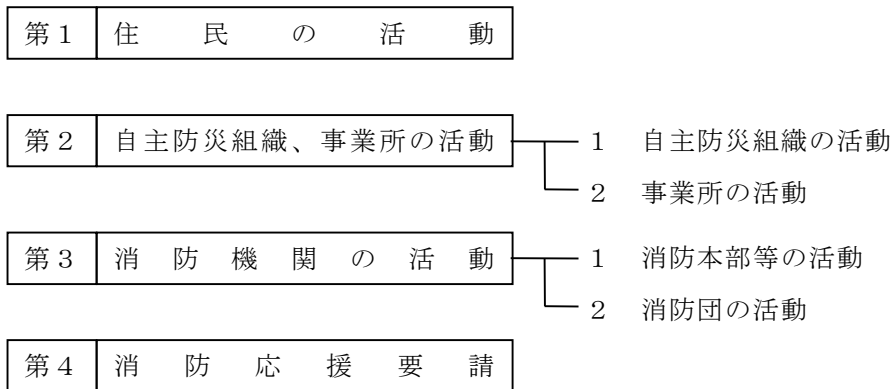 第1 住民の活動
第2 自主防災組織、事業所の活動 1 自主防災組織の活動
2 事業所の活動
第3 消防機関の活動 1 消防本部等の活動
2 消防団の活動
第4 消防応援要請